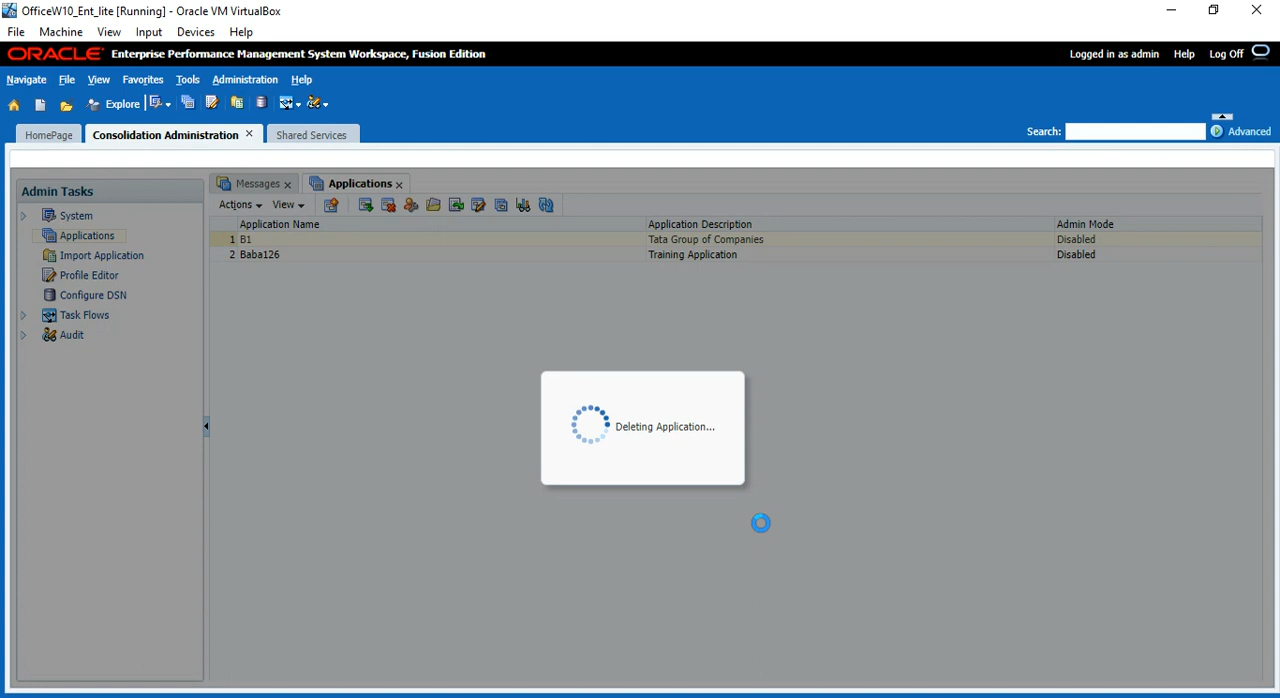 OfficeW10_Ent_lite [Running] - Oracle VM VirtualBox
File Machine View Input Devices Help
ORACLE Enterprise Performance Management System Workspace, Fusion Edition Logged in as admin Help Log Off
Navigate File View Favorites Tools Administration Help
Explore
HomePage Consolidation Administration Shared Services Search: Advanced
Admin Tasks
System
Applications
Import Application
Profile Editor
Configure DSN
Task Flows
Audit
Messages Applications
Actions View
Application Name Application Description Admin Mode
1 B1 Tata Group of Companies Disabled
2 Baba126 Training Application Disabled
Deleting Application...